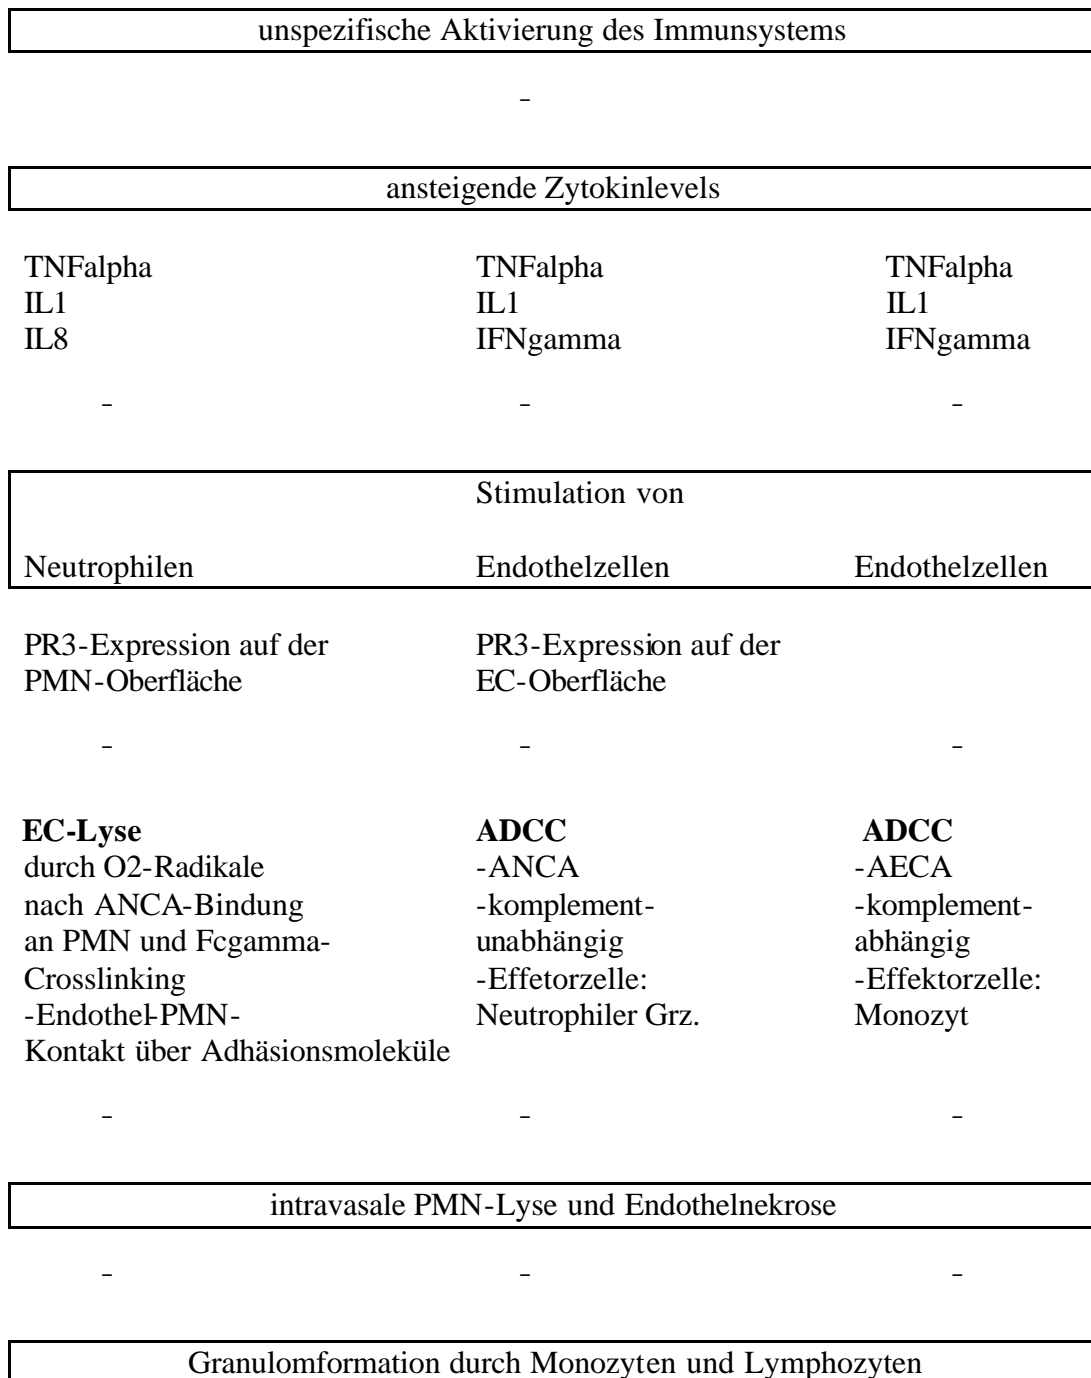 unspezifische Aktivierung des Immunsystems
-
ansteigende Zytokinlevels
TNFalpha TNFalpha TNFalpha
IL1 IL1 IL1
IL8 IFNgamma IFNgamma
- - -
Stimulation von
Neutrophilen Endothelzellen Endothelzellen
PR3-Expression auf der PR3-Expression auf der
PMN-Oberfläche EC-Oberfläche
- - -
EC-Lyse ADCC ADCC
durch O2-Radikale -ANCA -AECA
nach ANCA-Bindung -komplement- -komplement-
an PMN und Fcgamma- unabhängig abhängig
Crosslinking -Effetorzelle: -Effektorzelle:
-Endothel-PMN- Neutrophiler Grz. Monozyt
Kontakt über Adhäsionsmoleküle
- - -
intravasale PMN-Lyse und Endothelnekrose
- - -
Granulomformation durch Monozyten und Lymphozyten